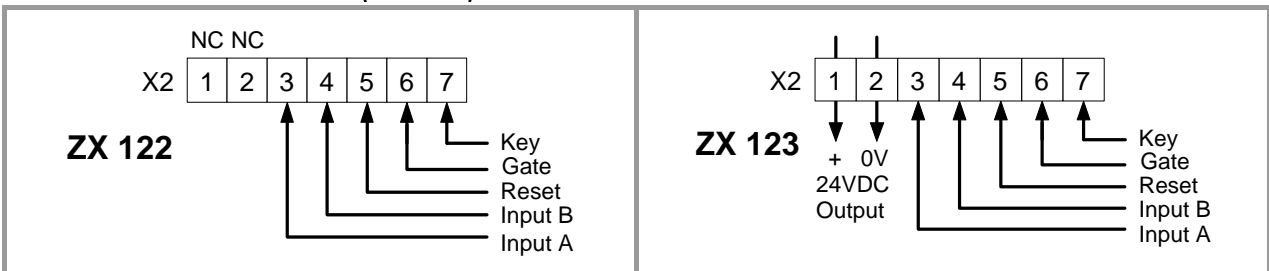 NC NC
X2 1 2 3 4 5 6 7
ZX 122
Key
Gate
Reset
Input B
Input A
X2 1 2 3 4 5 6 7
ZX 123
+ 0V
24VDC
Output
Key
Gate
Reset
Input B
Input A